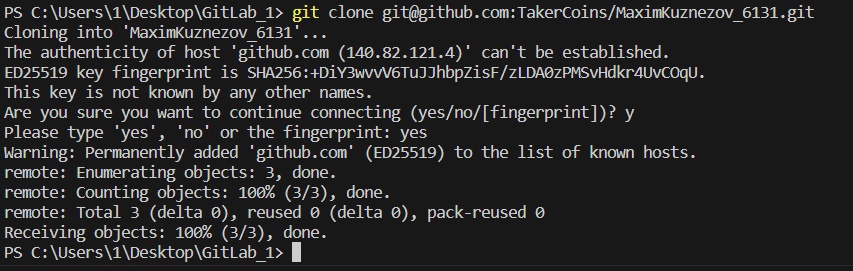 PS C:\Users\1\Desktop\GitLab_1> git clone git@github.com:TakerCoins/MaximKuznezov_6131.git
Cloning into 'MaximKuznezov_6131'...
The authenticity of host 'github.com (140.82.121.4)' can't be established.
ED25519 key fingerprint is SHA256:+DiY3wvvV6TuJJhbpZisF/zLDA0zPMSvHdkr4UvCOqU.
This key is not known by any other names.
Are you sure you want to continue connecting (yes/no/[fingerprint])? y
Please type 'yes', 'no' or the fingerprint: yes
Warning: Permanently added 'github.com' (ED25519) to the list of known hosts.
remote: Enumerating objects: 3, done.
remote: Counting objects: 100% (3/3), done.
remote: Total 3 (delta 0), reused 0 (delta 0), pack-reused 0
Receiving objects: 100% (3/3), done.
PS C:\Users\1\Desktop\GitLab_1>